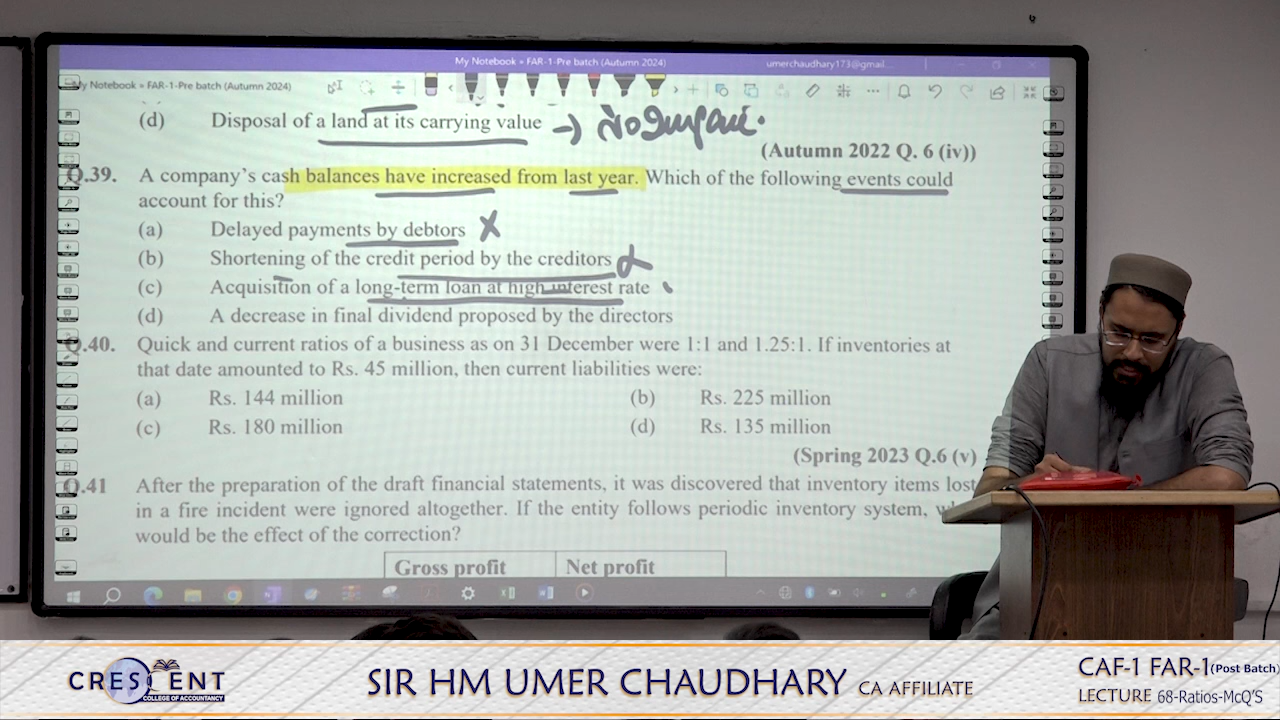 My Notebook » FAR-1-Pre batch (Autumn 2024)
umerchaudhary173@gmail...
My Notebook » FAR-1-Pre batch (Autumn 2024)
(d) Disposal of a land at its carrying value → No Impact.
(Autumn 2022 Q. 6 (iv))
Q.39. A company's cash balances have increased from last year. Which of the following events could
account for this?
(a) Delayed payments by debtors X
(b) Shortening of the credit period by the creditors
(c) Acquisition of a long-term loan at high interest rate
(d) A decrease in final dividend proposed by the directors
Q.40. Quick and current ratios of a business as on 31 December were 1:1 and 1.25:1. If inventories at
that date amounted to Rs. 45 million, then current liabilities were:
(a) Rs. 144 million (b) Rs. 225 million
(c) Rs. 180 million (d) Rs. 135 million
(Spring 2023 Q.6 (v)
Q.41 After the preparation of the draft financial statements, it was discovered that inventory items lost
in a fire incident were ignored altogether. If the entity follows periodic inventory system,
would be the effect of the correction?
Gross profit Net profit
CRESCENT
COLLEGE OF ACCOUNTANCY
SIR HM UMER CHAUDHARY CA AFFILIATE
CAF-1 FAR-1(Post Batch)
LECTURE 68-Ratios-McQ'S